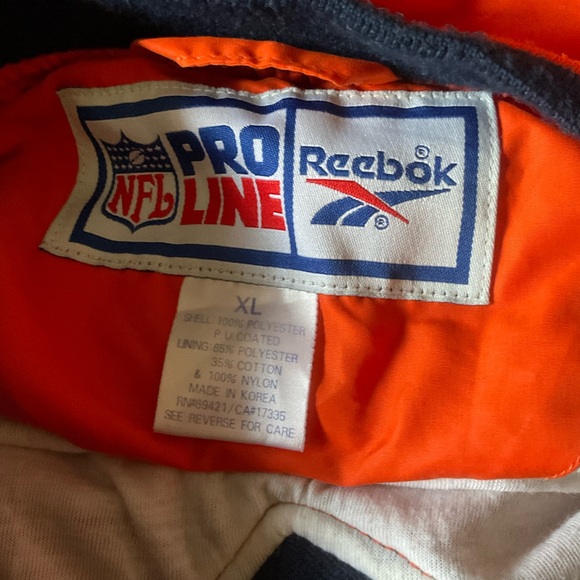 NFL PRO LINE
Reebok®
®
XL
SHELL: 100% POLYESTER
P.U. COATED
LINING: 65% POLYESTER
35% COTTON
& 100% NYLON
MADE IN KOREA
RN#89421/CA#17335
SEE REVERSE FOR CARE